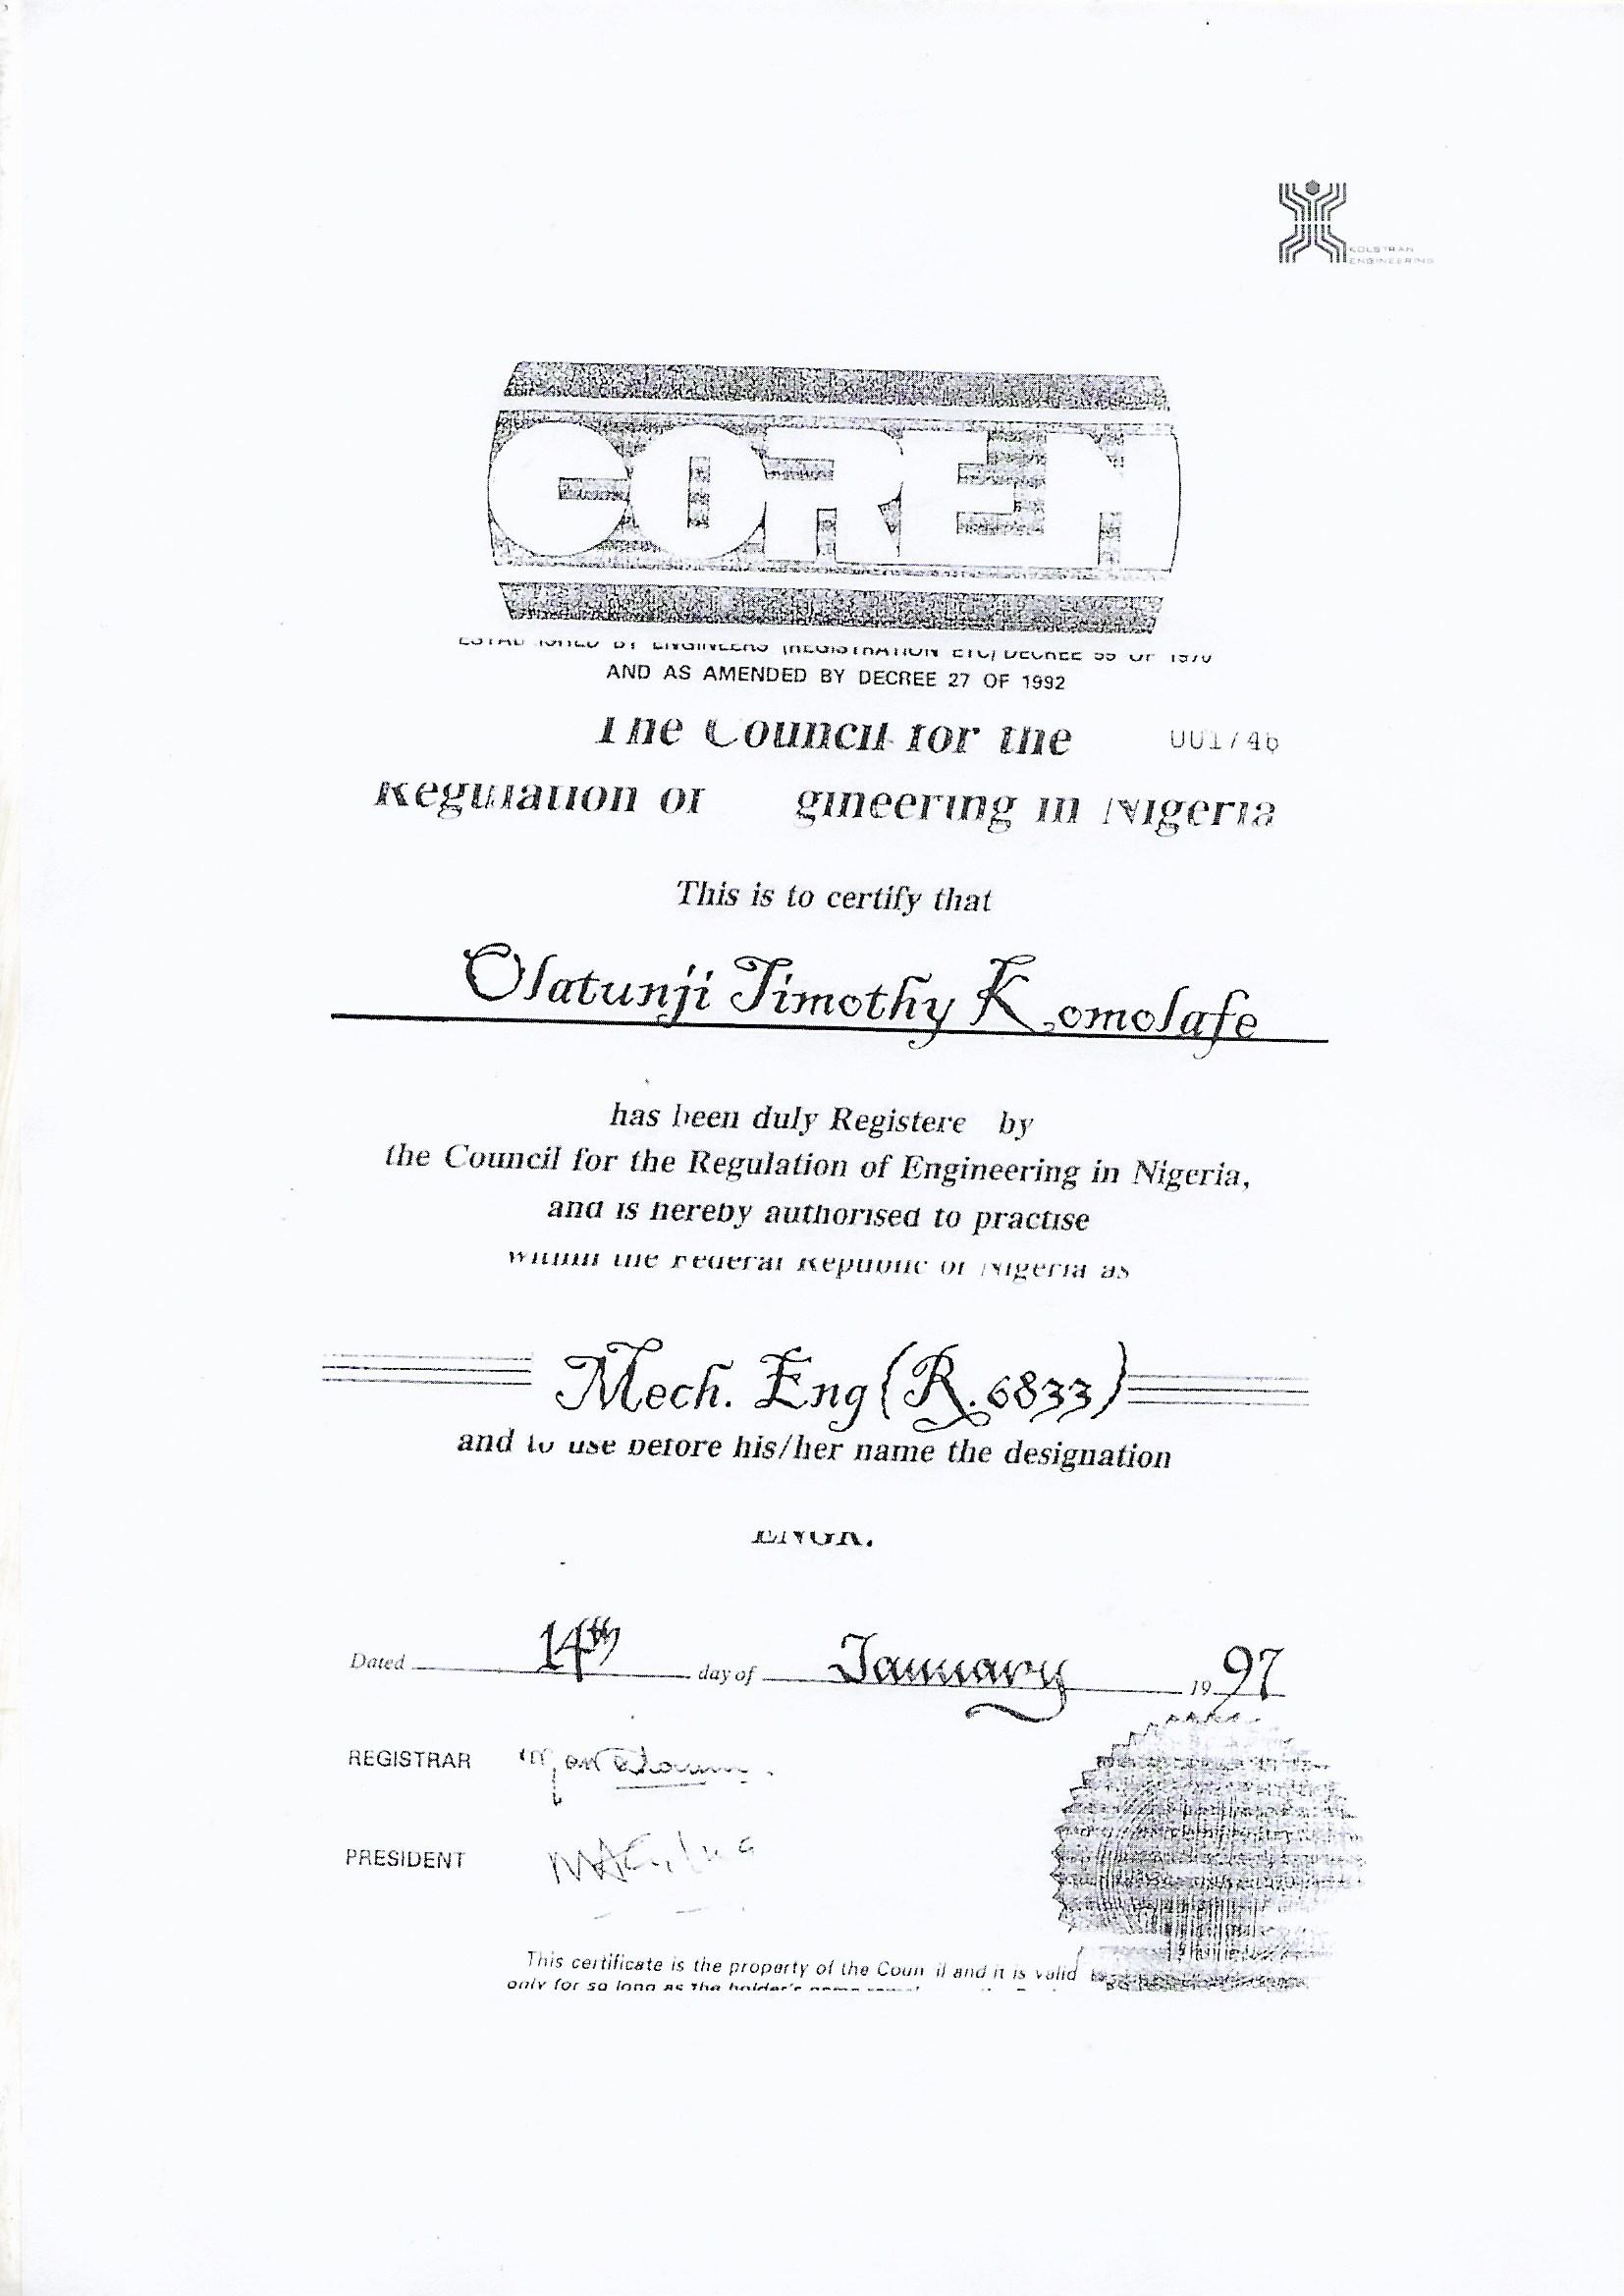 KOLSTRAN
ENGINEERING
COREN
ESTABLISHED BY ENGINEERS (REGISTRATION ETC) DECREE 55 OF 1970
AND AS AMENDED BY DECREE 27 OF 1992
The Council for the
001746
Regulation of gineering in Nigeria
This is to certify that
Olatunji Timothy Komolafe
has been duly Registere by
the Council for the Regulation of Engineering in Nigeria,
and is hereby authorised to practise
within the Federal Republic of Nigeria as
Mech. Eng (R.6833)
and to use before his/her name the designation
ENGR.
Dated 14th day of January 1997
REGISTRAR
PRESIDENT
This certificate is the property of the Coun il and it is valid
only for so long as the holder's name